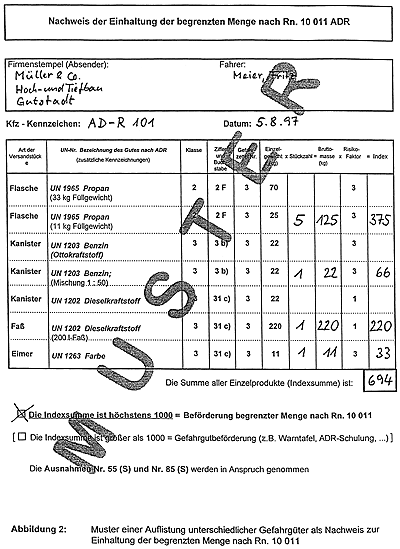 Nachweis der Einhaltung der begrenzten Menge nach Rn. 10 011 ADR
Firmenstempel (Absender): Fahrer:
Müller & Co. Meier, Fritz
Hoch- und Tiefbau
Gutstadt
Kfz - Kennzeichen: AD-R 101 Datum: 5.8.97
Art der Versandstücke UN-Nr. Bezeichnung des Gutes nach ADR (zusätzliche Kennzeichnungen) Klasse x Stückzahl = Brutto-masse (kg) x Risiko-Faktor = Index
Flasche UN 1965 Propan 2 2 F 3 70 3
(33 kg Füllgewicht)
Flasche UN 1965 Propan 2 F 3 25 5 125 3 375
(11 kg Füllgewicht)
Kanister UN 1203 Benzin 3 3 b) 3 22 3
(Ottokraftstoff)
Kanister UN 1203 Benzin; 3 3 b) 3 22 1 22 3 66
(Mischung 1 : 50)
Kanister UN 1202 Dieselkraftstoff 3 31 c) 3 22 1
Faß UN 1202 Dieselkraftstoff 3 31 c) 3 220 1 220 1 220
(200 l-Faß)
Eimer UN 1263 Farbe 3 31 c) 3 11 1 11 3 33
Die Summe aller Einzelprodukte (Indexsumme) ist: 694
Die Indexsumme ist höchstens 1000 = Beförderung begrenzter Menge nach Rn. 10 011
[ Die Indexsumme ist größer als 1000 = Gefahrgutbeförderung (z.B. Warntafel, ADR-Schulung, ...) ]
Die Ausnahmen Nr. 55 (S) und Nr. 85 (S) werden in Anspruch genommen
MUSTER
Abbildung 2: Muster einer Auflistung unterschiedlicher Gefahrgüter als Nachweis zur
Einhaltung der begrenzten Menge nach Rn. 10 011